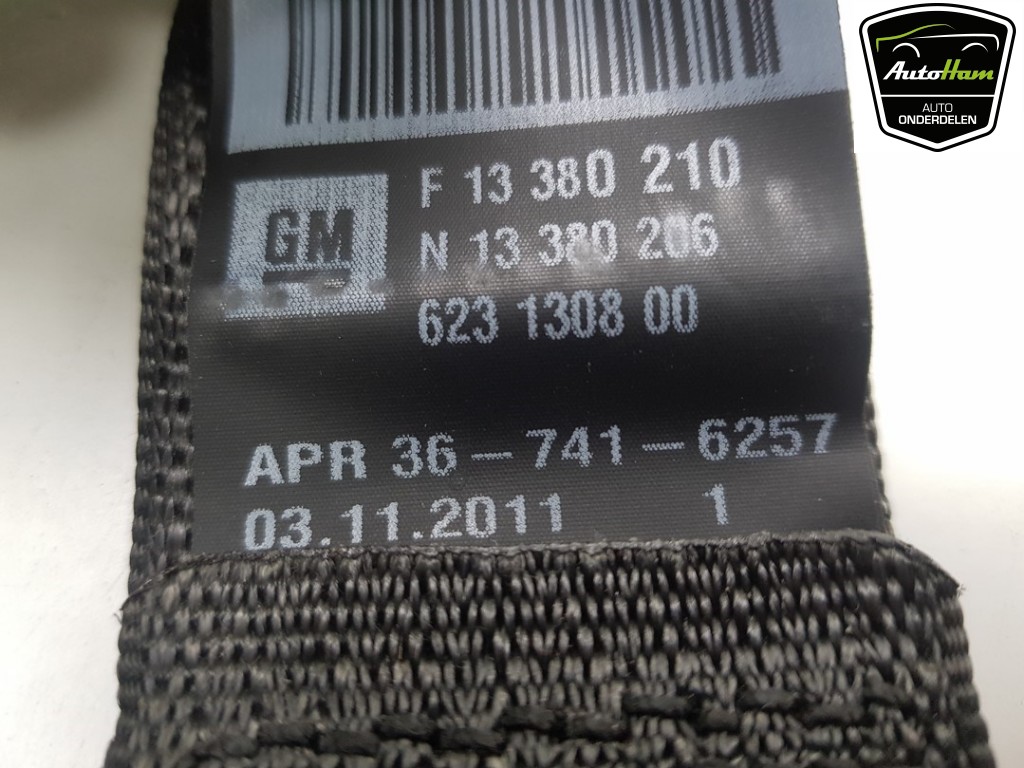 AutoHam
AUTO
ONDERDELEN
F 13 380 210
GM
N 13 380 206
623 1308 00
APR 36-741-6257
03.11.2011 1